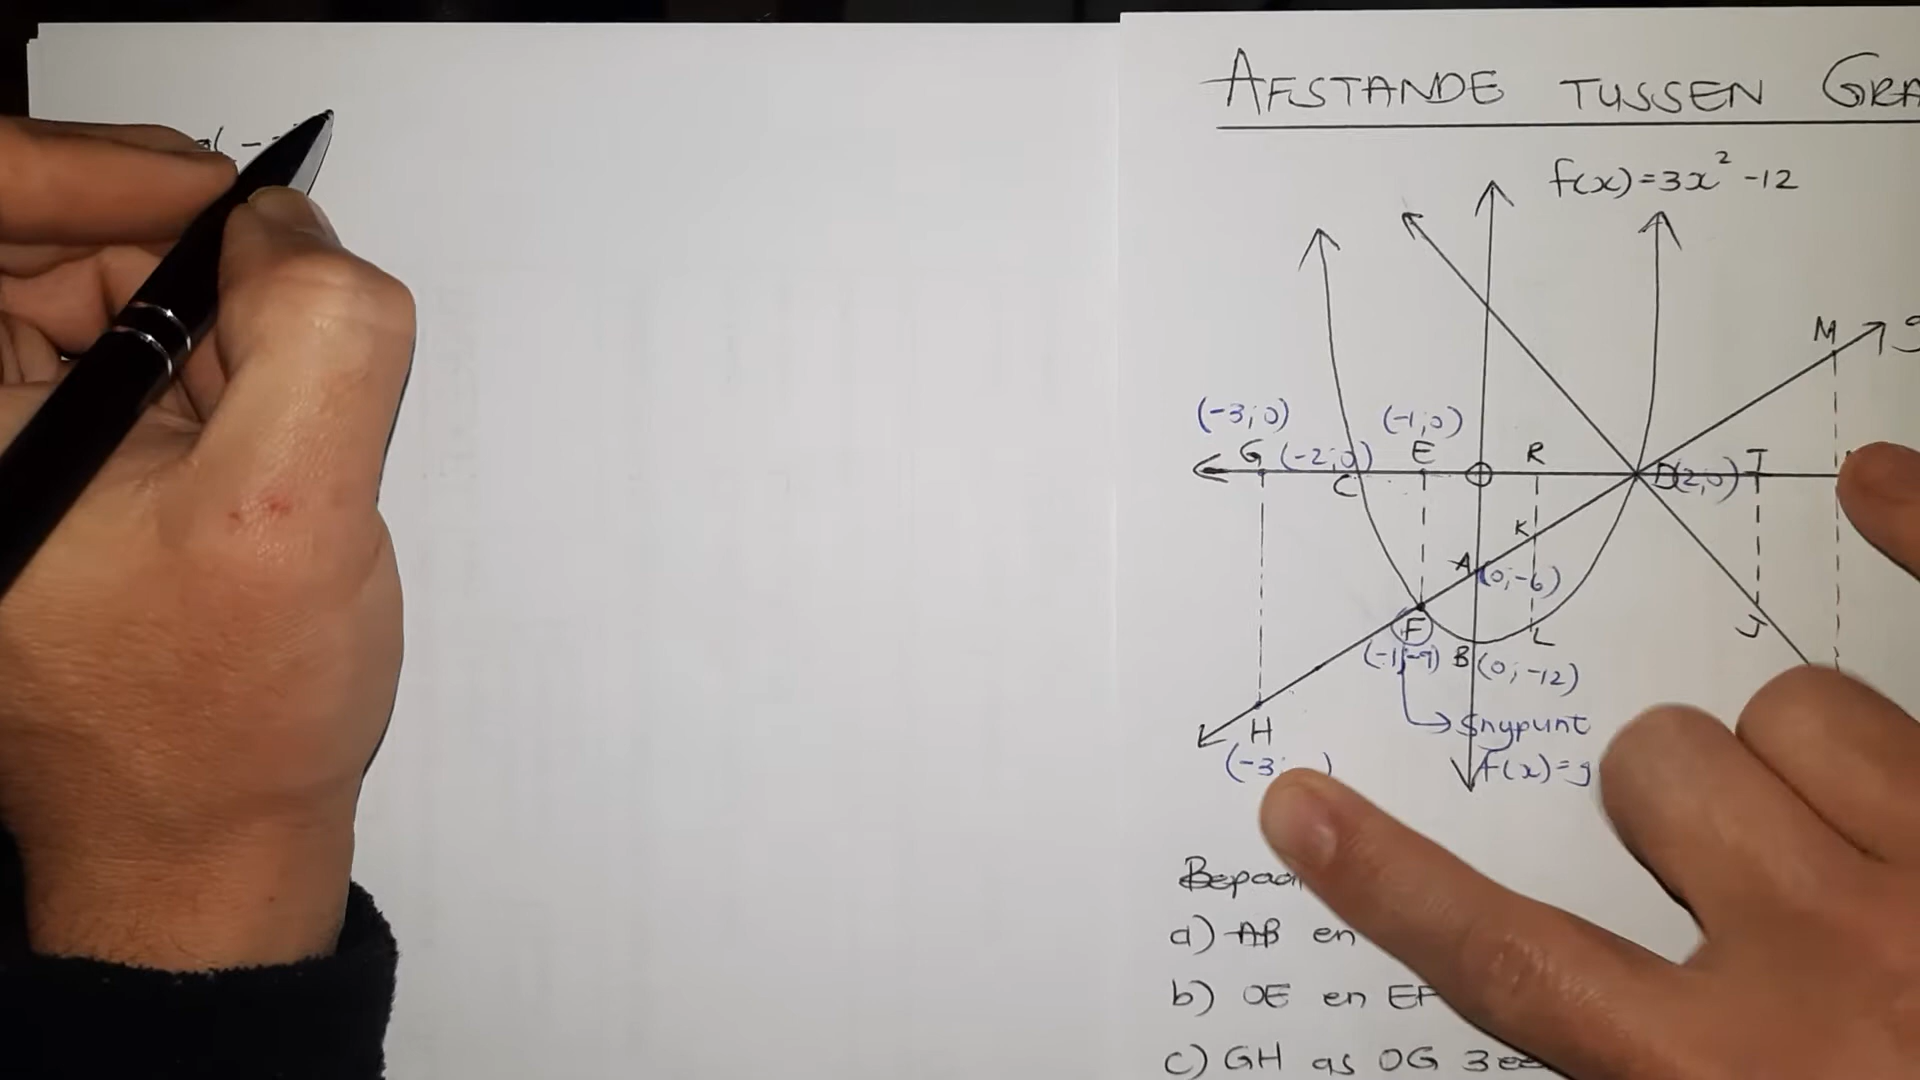 AFSTANDE TUSSEN GRA
f(x)=3x²-12
M
g
(-3;0)
(-1;0)
G (-2;0) E R D(2;0) T
C
K
A (0;-6)
F L J
(-1;-9) B (0;-12)
Snypunt
H
(-3; )
f(x)=g
a) AB en
b) OE en EF
c) GH as OG 3